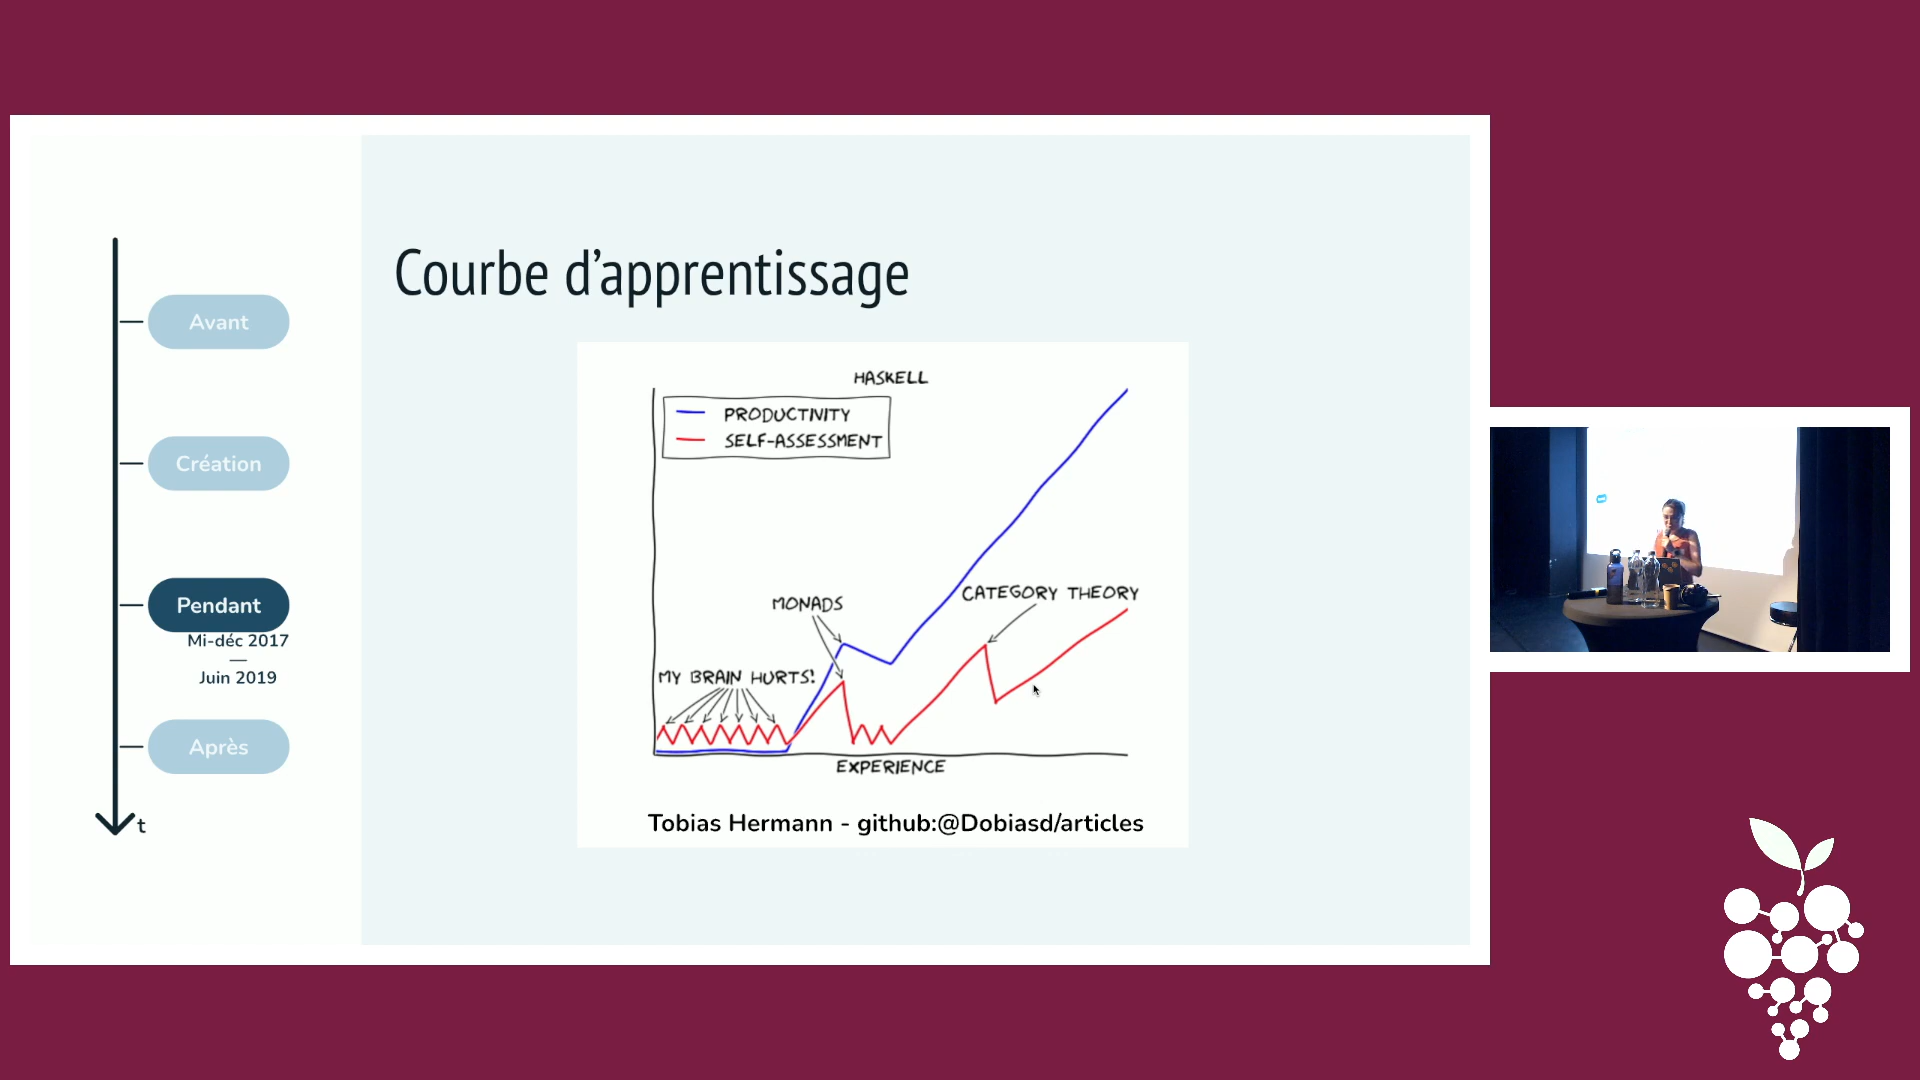 Courbe d’apprentissage
Avant
Création
Pendant
Mi-déc 2017
—
Juin 2019
Après
t
HASKELL
PRODUCTIVITY
SELF-ASSESSMENT
MONADS
CATEGORY THEORY
MY BRAIN HURTS!
EXPERIENCE
Tobias Hermann - github:@Dobiasd/articles